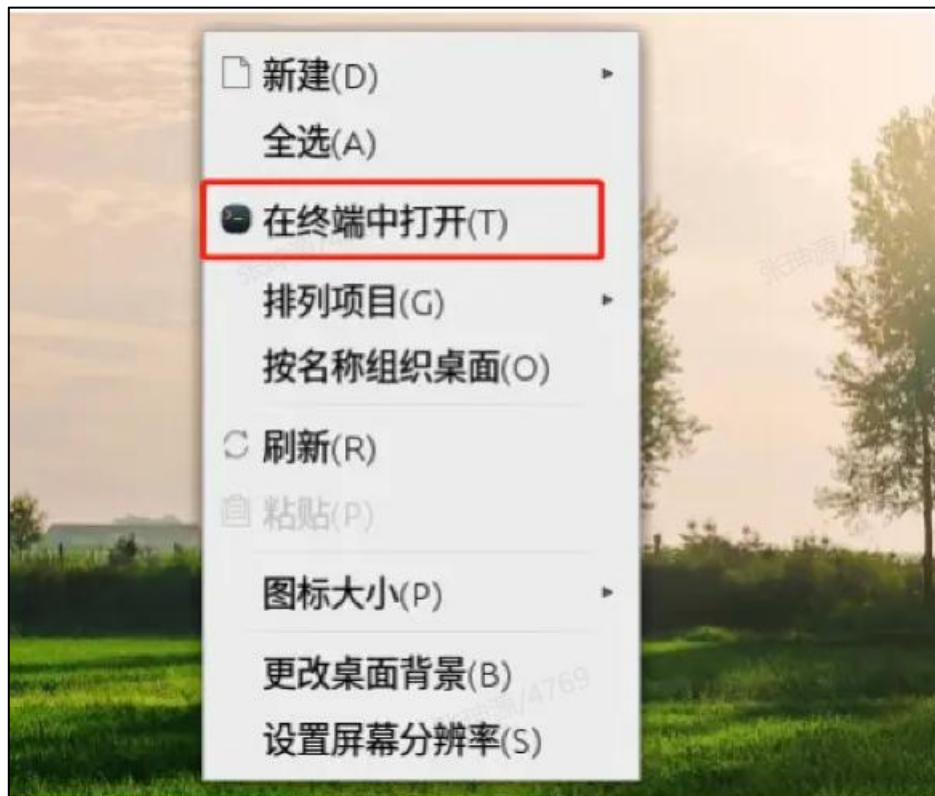 新建(D)
全选(A)
在终端中打开(T)
排列项目(G)
按名称组织桌面(O)
刷新(R)
粘贴(P)
图标大小(P)
更改桌面背景(B)
设置屏幕分辨率(S)